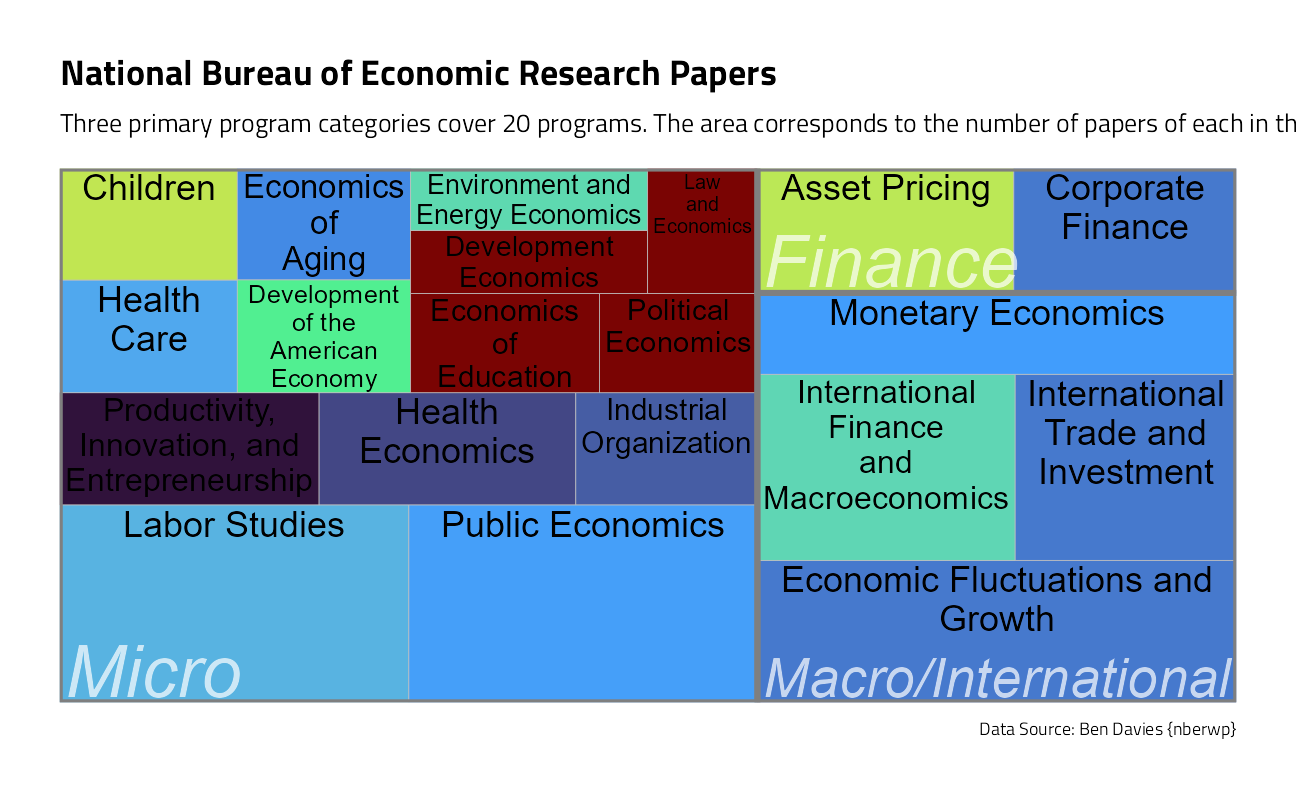 National Bureau of Economic Research Papers
Three primary program categories cover 20 programs. The area corresponds to the number of papers of each in th
Children
Economics
of
Aging
Environment and
Energy Economics
Law
and
Economics
Development
Economics
Health
Care
Development
of the
American
Economy
Economics
of
Education
Political
Economics
Productivity,
Innovation, and
Entrepreneurship
Health
Economics
Industrial
Organization
Labor Studies
Public Economics
Micro
Asset Pricing
Corporate
Finance
Finance
Monetary Economics
International
Finance
and
Macroeconomics
International
Trade and
Investment
Economic Fluctuations and
Growth
Macro/International
Data Source: Ben Davies {nberwp}